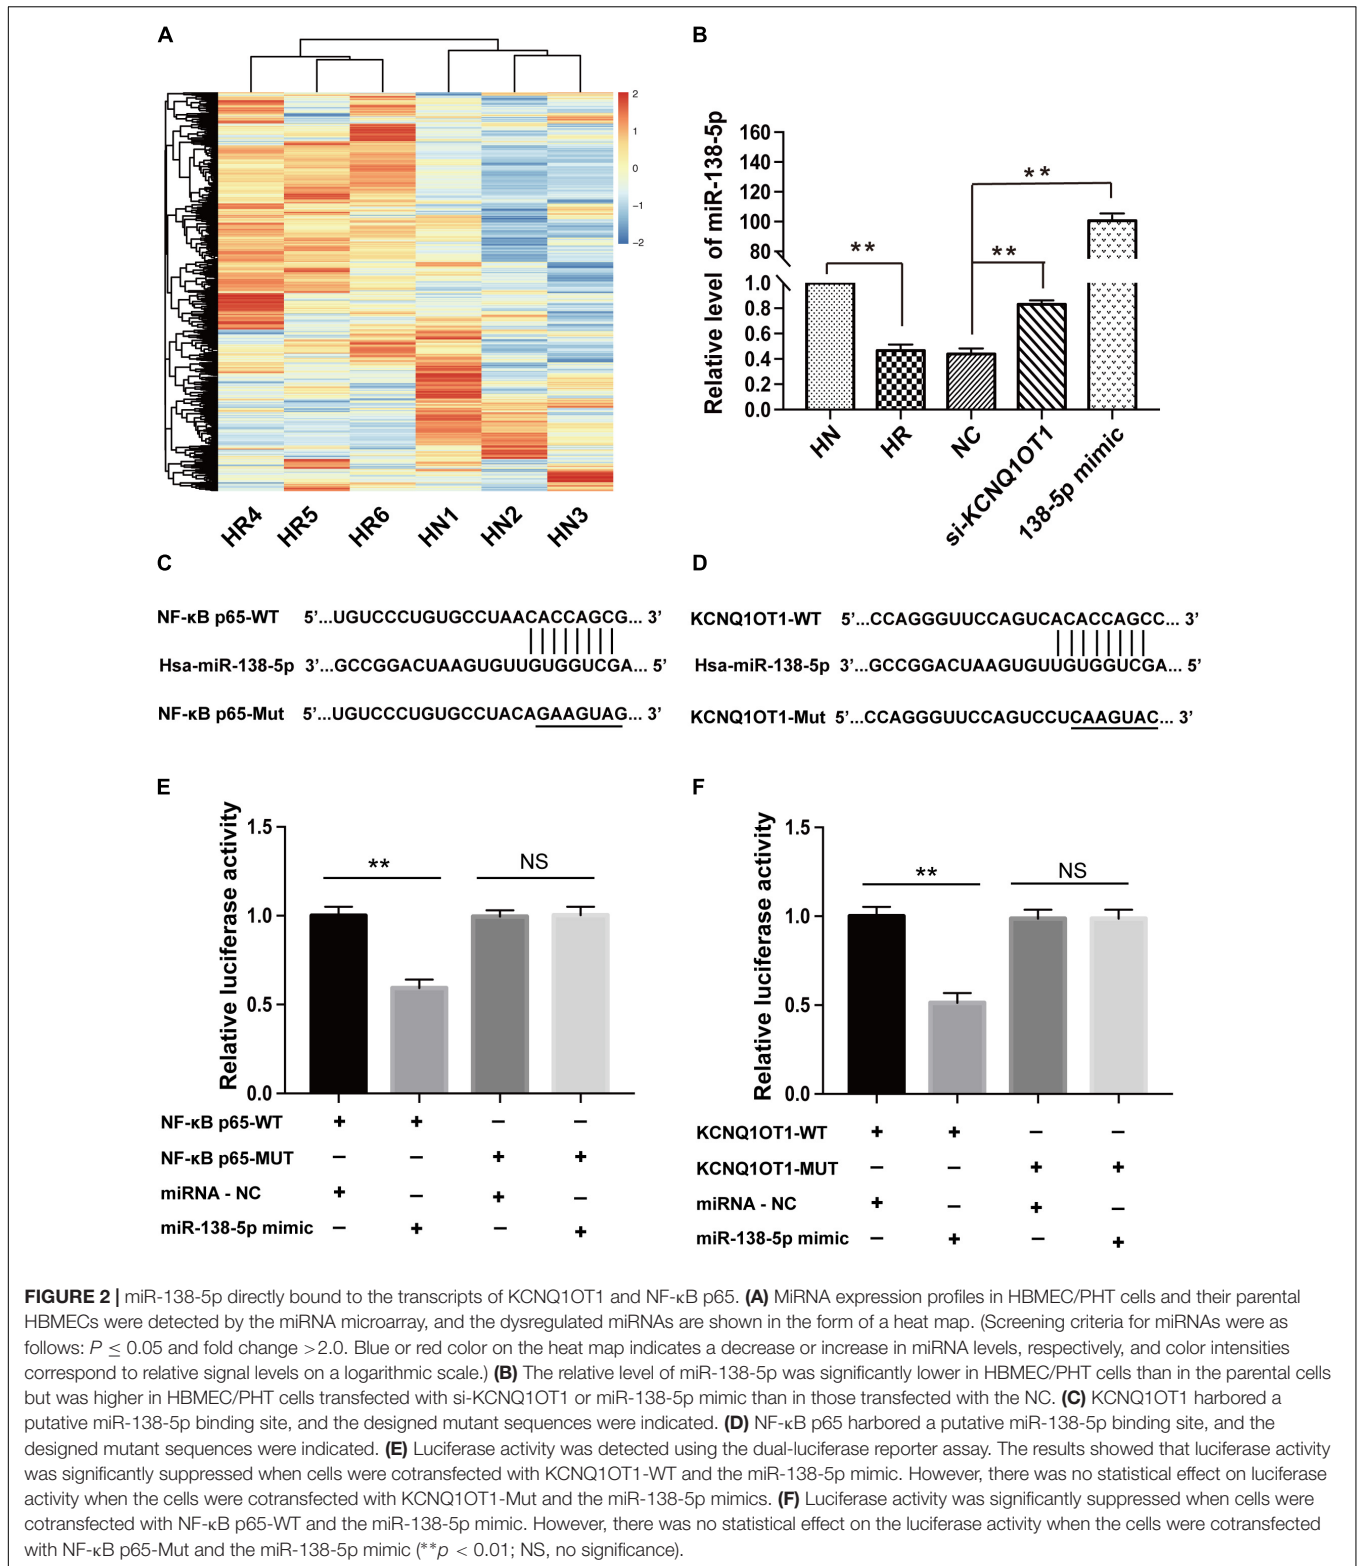 A
2
1
0
−1
−2
HR4 HR5 HR6 HN1 HN2 HN3
B
Relative level of miR-138-5p
160
140
120
100
80
1.0
0.8
0.6
0.4
0.2
0.0
**
**
**
HN HR NC si-KCNQ1OT1 138-5p mimic
C
NF-κB p65-WT 5’...UGUCCCUGUGCCUAACACCAGCG... 3’
Hsa-miR-138-5p 3’...GCCGGACUAAGUGUUGUGGUCGA... 5’
NF-κB p65-Mut 5’...UGUCCCUGUGCCUACAGAAGUAG... 3’
D
KCNQ1OT1-WT 5’...CCAGGGUUCCAGUCACACCAGCC... 3’
Hsa-miR-138-5p 3’...GCCGGACUAAGUGUUGUGGUCGA... 5’
KCNQ1OT1-Mut 5’...CCAGGGUUCCAGUCCUCAAGUAC... 3’
E
Relative luciferase activity
1.5
1.0
0.5
0.0
** NS
NF-κB p65-WT + + − −
NF-κB p65-MUT − − + +
miRNA - NC + − + −
miR-138-5p mimic − + − +
F
Relative luciferase activity
1.5
1.0
0.5
0.0
** NS
KCNQ1OT1-WT + + − −
KCNQ1OT1-MUT − − + +
miRNA - NC + − + −
miR-138-5p mimic − + − +
FIGURE 2 | miR-138-5p directly bound to the transcripts of KCNQ1OT1 and NF-κB p65. (A) MiRNA expression profiles in HBMEC/PHT cells and their parental
HBMECs were detected by the miRNA microarray, and the dysregulated miRNAs are shown in the form of a heat map. (Screening criteria for miRNAs were as
follows: P ≤ 0.05 and fold change >2.0. Blue or red color on the heat map indicates a decrease or increase in miRNA levels, respectively, and color intensities
correspond to relative signal levels on a logarithmic scale.) (B) The relative level of miR-138-5p was significantly lower in HBMEC/PHT cells than in the parental cells
but was higher in HBMEC/PHT cells transfected with si-KCNQ1OT1 or miR-138-5p mimic than in those transfected with the NC. (C) KCNQ1OT1 harbored a
putative miR-138-5p binding site, and the designed mutant sequences were indicated. (D) NF-κB p65 harbored a putative miR-138-5p binding site, and the
designed mutant sequences were indicated. (E) Luciferase activity was detected using the dual-luciferase reporter assay. The results showed that luciferase activity
was significantly suppressed when cells were cotransfected with KCNQ1OT1-WT and the miR-138-5p mimic. However, there was no statistical effect on luciferase
activity when the cells were cotransfected with KCNQ1OT1-Mut and the miR-138-5p mimics. (F) Luciferase activity was significantly suppressed when cells were
cotransfected with NF-κB p65-WT and the miR-138-5p mimic. However, there was no statistical effect on the luciferase activity when the cells were cotransfected
with NF-κB p65-Mut and the miR-138-5p mimic (**p < 0.01; NS, no significance).